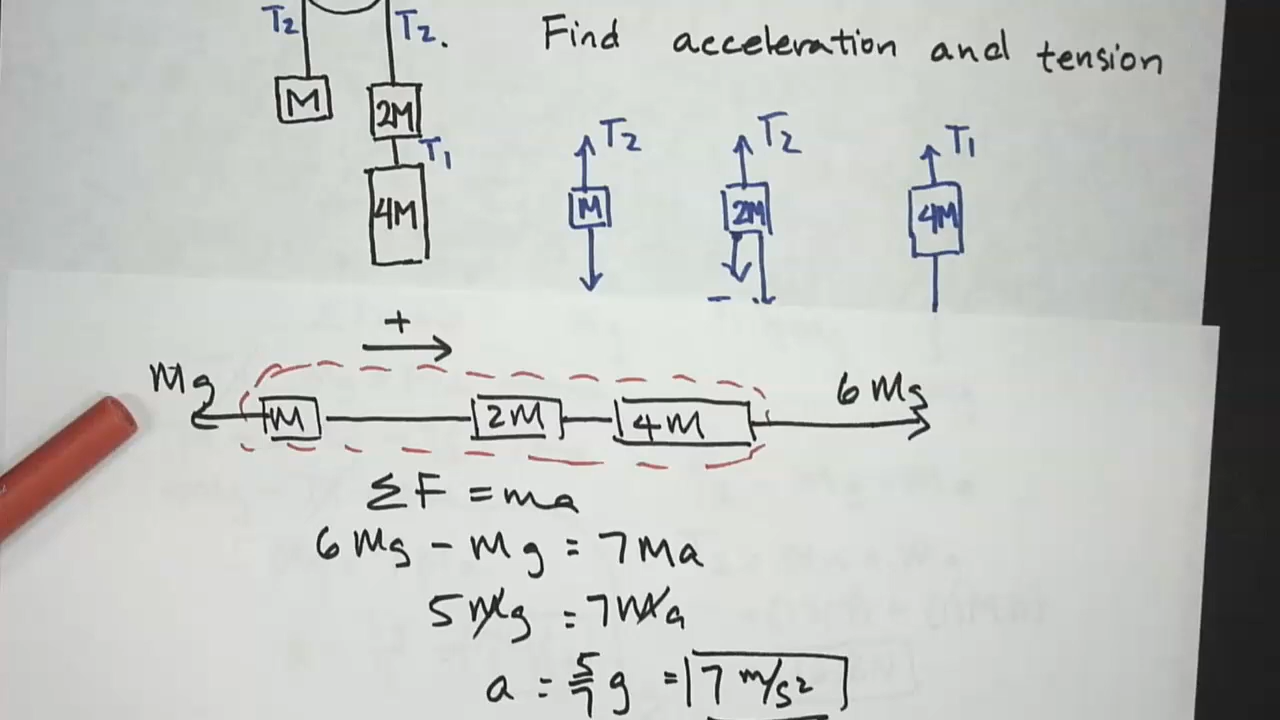 T2 T2. Find acceleration and tension
M 2M T1 4M
T2 T2 T1
M 2M 4M
+
Mg M 2M 4M 6Mg
ΣF = ma
6Mg - Mg = 7Ma
5Mg = 7Ma
a = 5/7 g = 7 m/s²